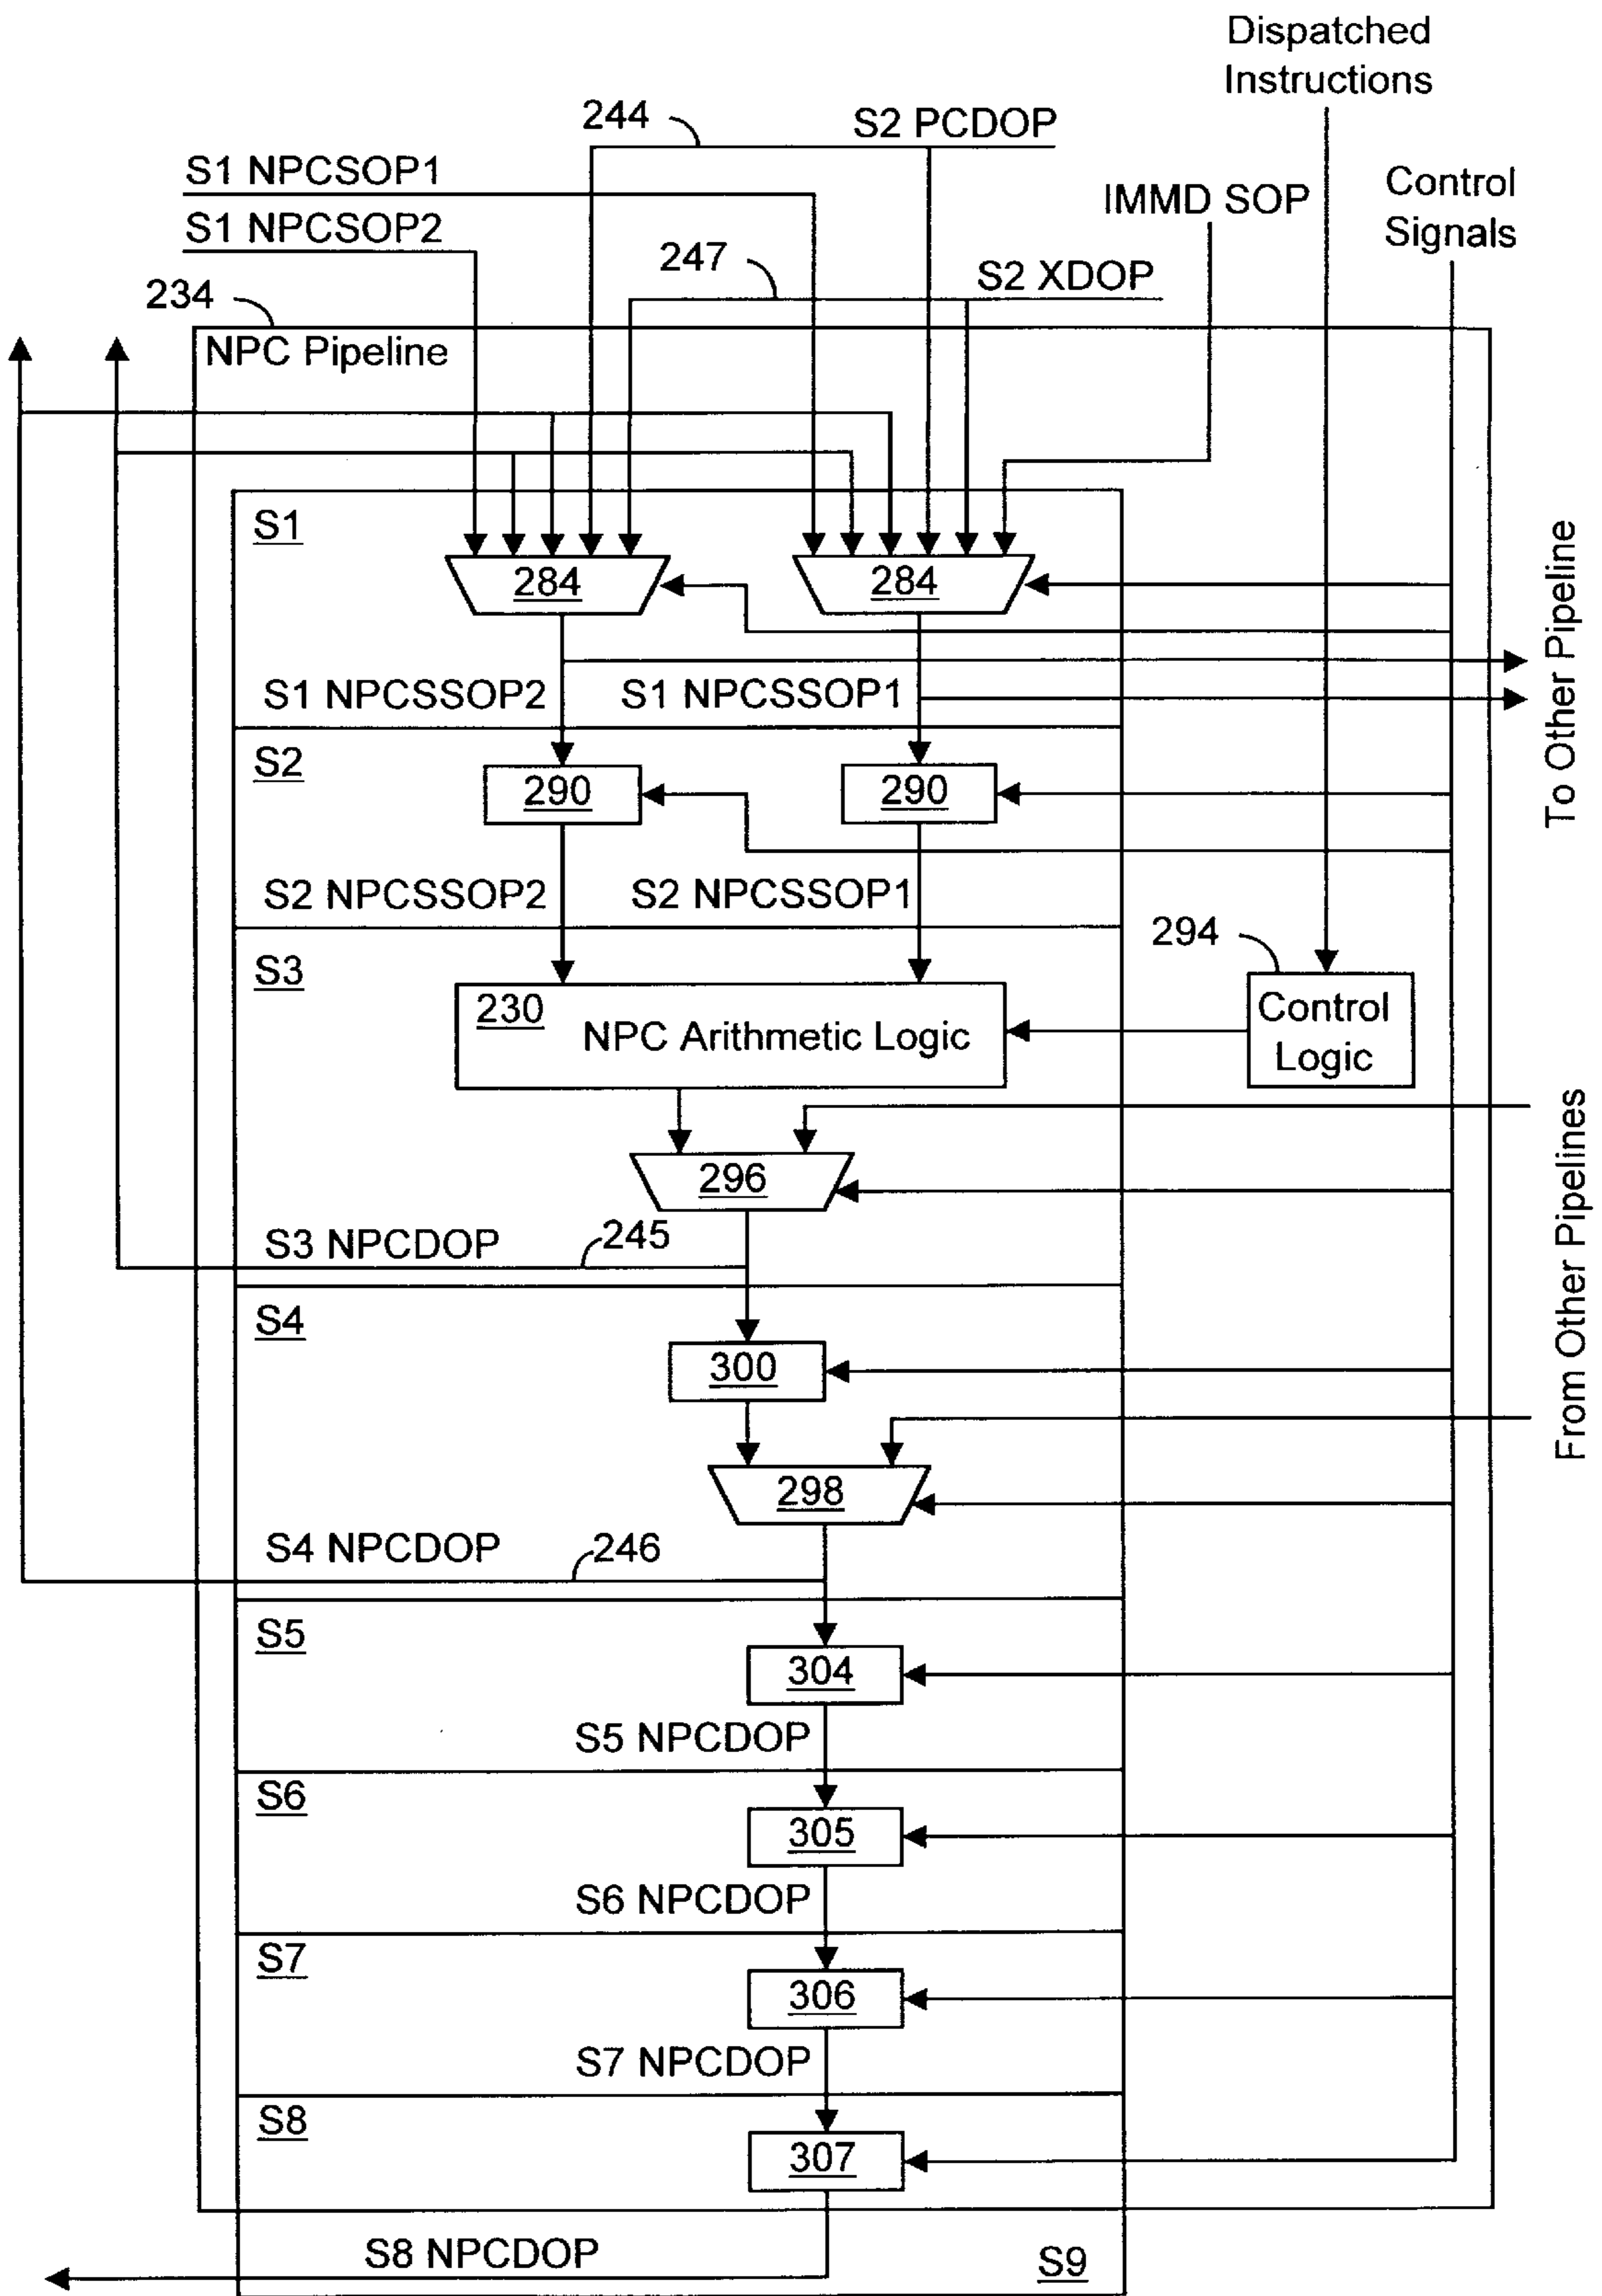 Dispatched
Instructions
244
S2 PCDOP
S1 NPCSOP1
Control
Signals
IMMD SOP
S1 NPCSOP2
247
S2 XDOP
234
NPC Pipeline
S1
284
284
To Other Pipeline
S1 NPCSSOP2
S1 NPCSSOP1
S2
290
290
S2 NPCSSOP2
S2 NPCSSOP1
294
S3
230
NPC Arithmetic Logic
Control
Logic
From Other Pipelines
296
S3 NPCDOP
245
S4
300
298
S4 NPCDOP
246
S5
304
S5 NPCDOP
S6
305
S6 NPCDOP
S7
306
S7 NPCDOP
S8
307
S8 NPCDOP
S9